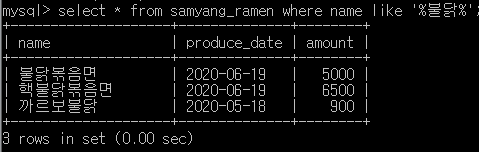 mysql> select * from samyang_ramen where name like '%불닭%';
+--------------------+--------------+--------+
| name | produce_date | amount |
+--------------------+--------------+--------+
| 불닭볶음면 | 2020-06-19 | 5000 |
| 핵불닭볶음면 | 2020-06-19 | 6500 |
| 까르보불닭 | 2020-05-18 | 900 |
+--------------------+--------------+--------+
3 rows in set (0.00 sec)